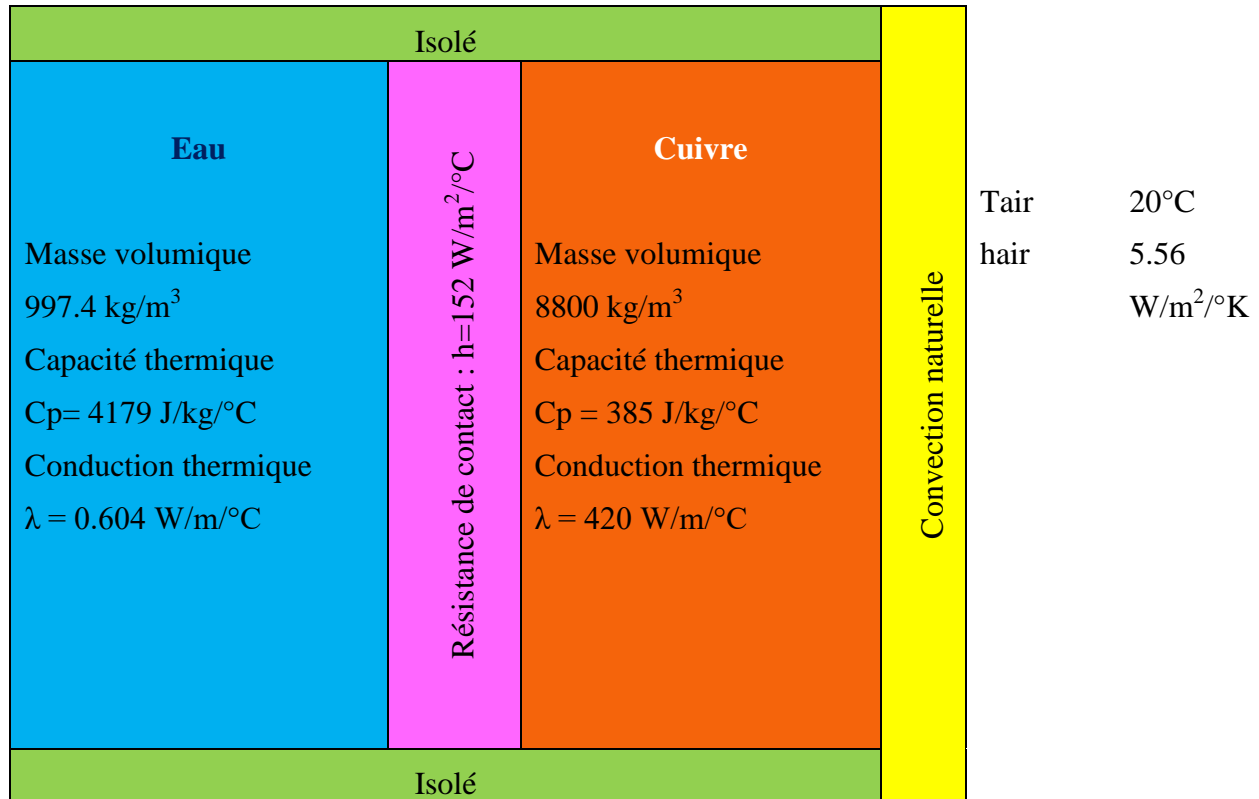 Isolé
Eau
Masse volumique
997.4 kg/m³
Capacité thermique
Cp= 4179 J/kg/°C
Conduction thermique
λ = 0.604 W/m/°C
Résistance de contact : h=152 W/m²/°C
Cuivre
Masse volumique
8800 kg/m³
Capacité thermique
Cp = 385 J/kg/°C
Conduction thermique
λ = 420 W/m/°C
Convection naturelle
Tair 20°C
hair 5.56
W/m²/°K
Isolé